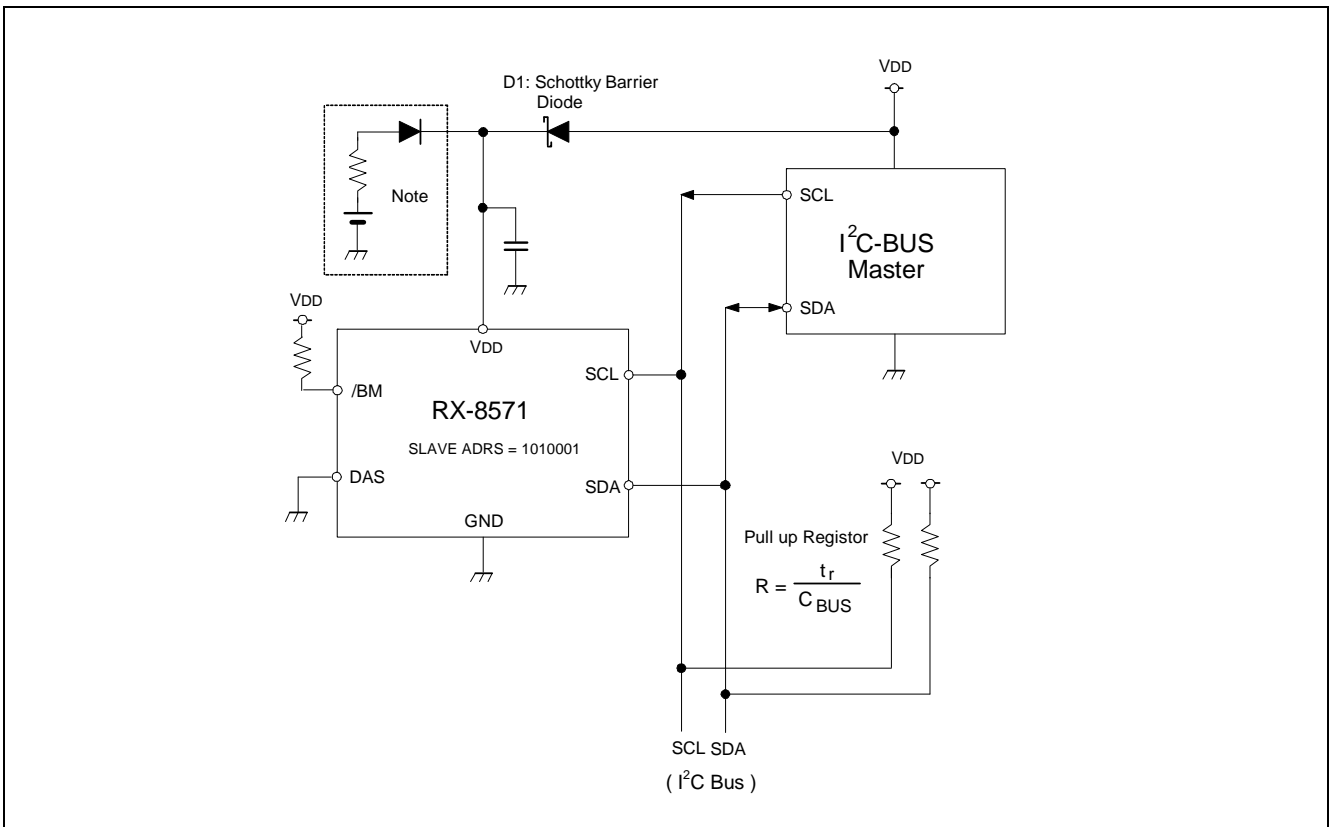 D1: Schottky Barrier
Diode
VDD
Note
SCL
I²C-BUS
Master
SDA
VDD
VDD
/BM
SCL
RX-8571
SLAVE ADRS = 1010001
DAS
SDA
GND
VDD
Pull up Registor
R = tr / CBUS
SCL SDA
( I²C Bus )